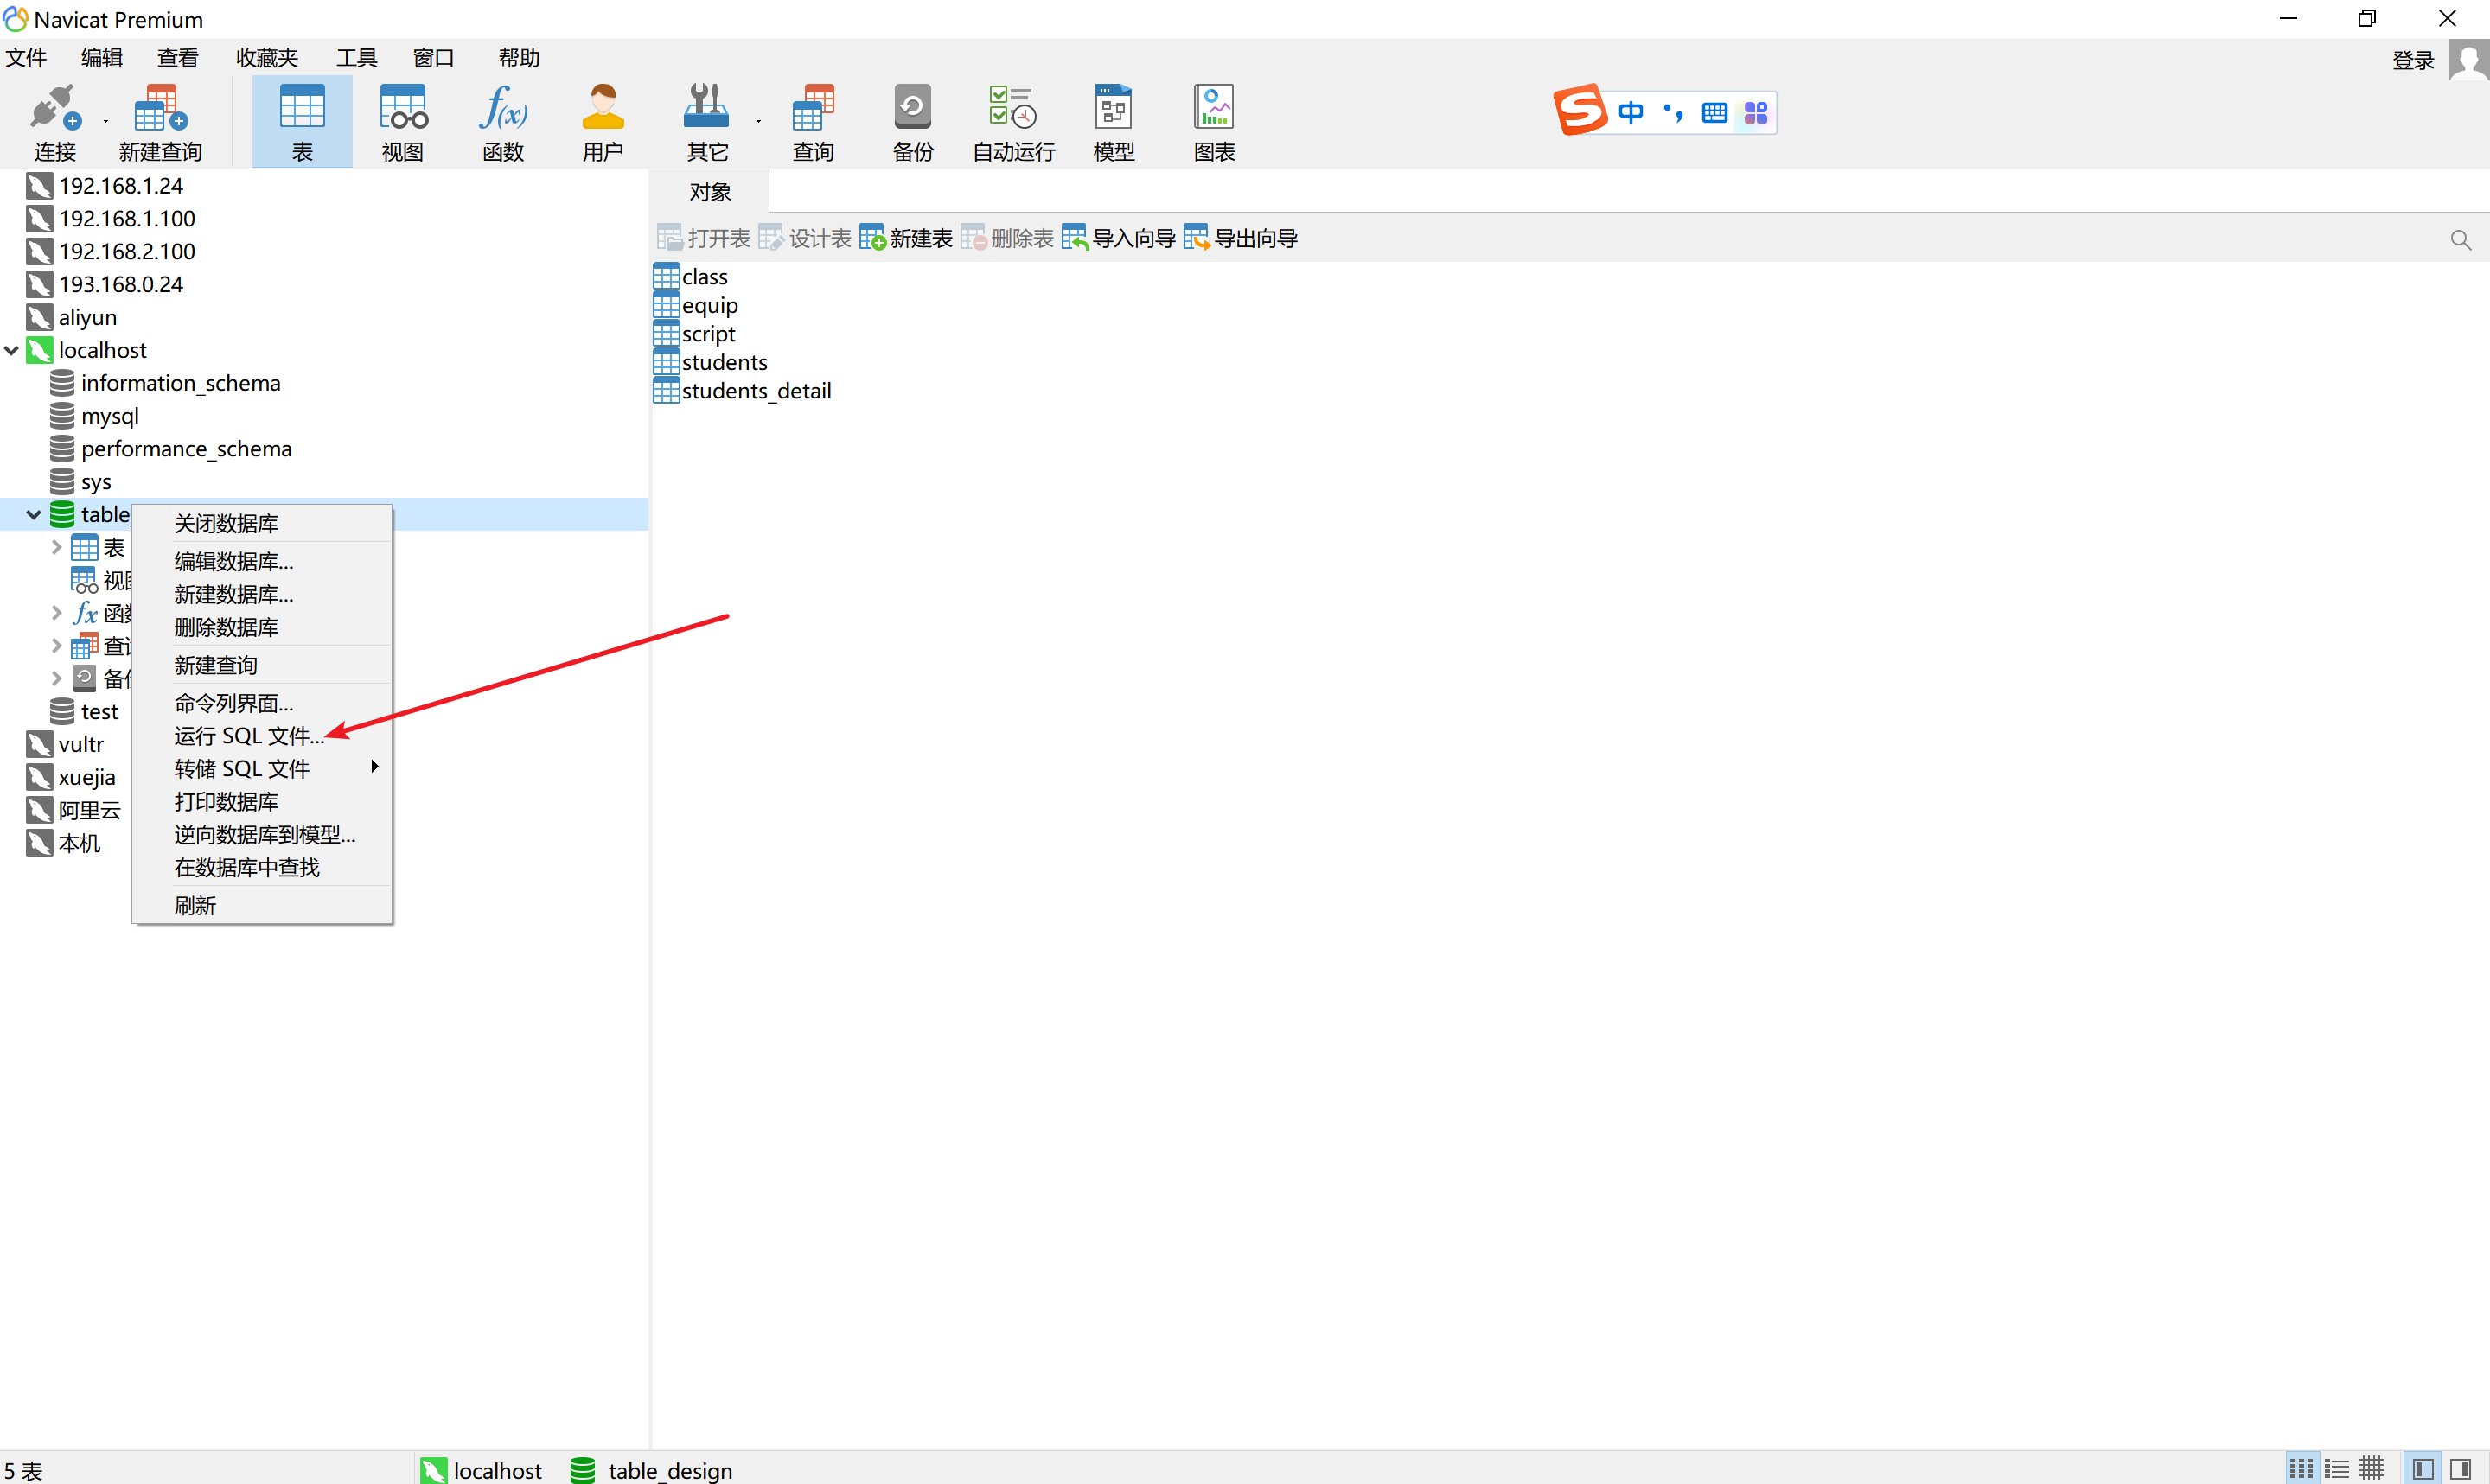 Navicat Premium
文件 编辑 查看 收藏夹 工具 窗口 帮助
登录
连接 新建查询 表 视图 函数 用户 其它 查询 备份 自动运行 模型 图表
中
对象
打开表 设计表 新建表 删除表 导入向导 导出向导
192.168.1.24
192.168.1.100
192.168.2.100
193.168.0.24
aliyun
localhost
information_schema
mysql
performance_schema
sys
table_
表
视图
函数
查询
备份
test
vultr
xuejia
阿里云
本机
关闭数据库
编辑数据库...
新建数据库...
删除数据库
新建查询
命令列界面...
运行 SQL 文件...
转储 SQL 文件
打印数据库
逆向数据库到模型...
在数据库中查找
刷新
class
equip
script
students
students_detail
5 表 localhost table_design